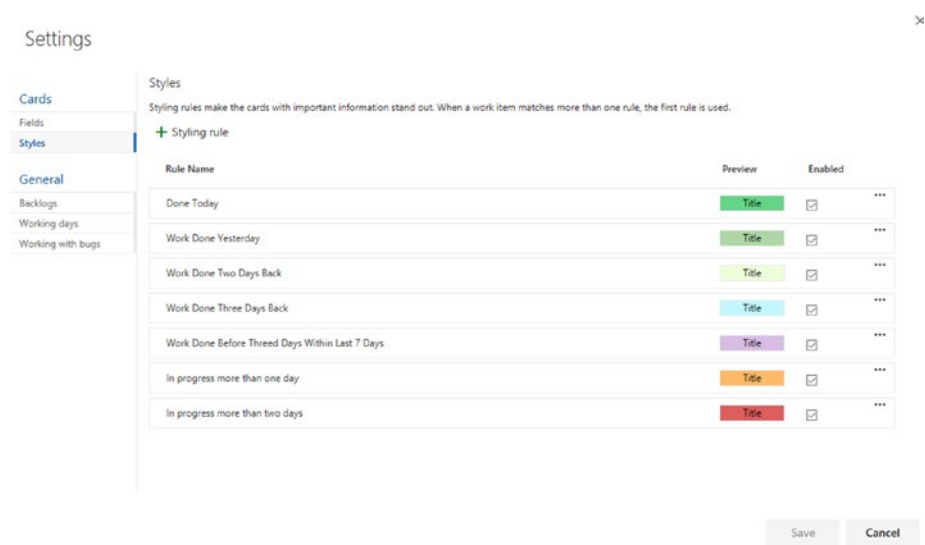 Settings
Cards
Fields
Styles
General
Backlogs
Working days
Working with bugs
Styles
Styling rules make the cards with important information stand out. When a work item matches more than one rule, the first rule is used.
+ Styling rule
Rule Name Preview Enabled
Done Today Title
Work Done Yesterday Title
Work Done Two Days Back Title
Work Done Three Days Back Title
Work Done Before Threed Days Within Last 7 Days Title
In progress more than one day Title
In progress more than two days Title
Save Cancel